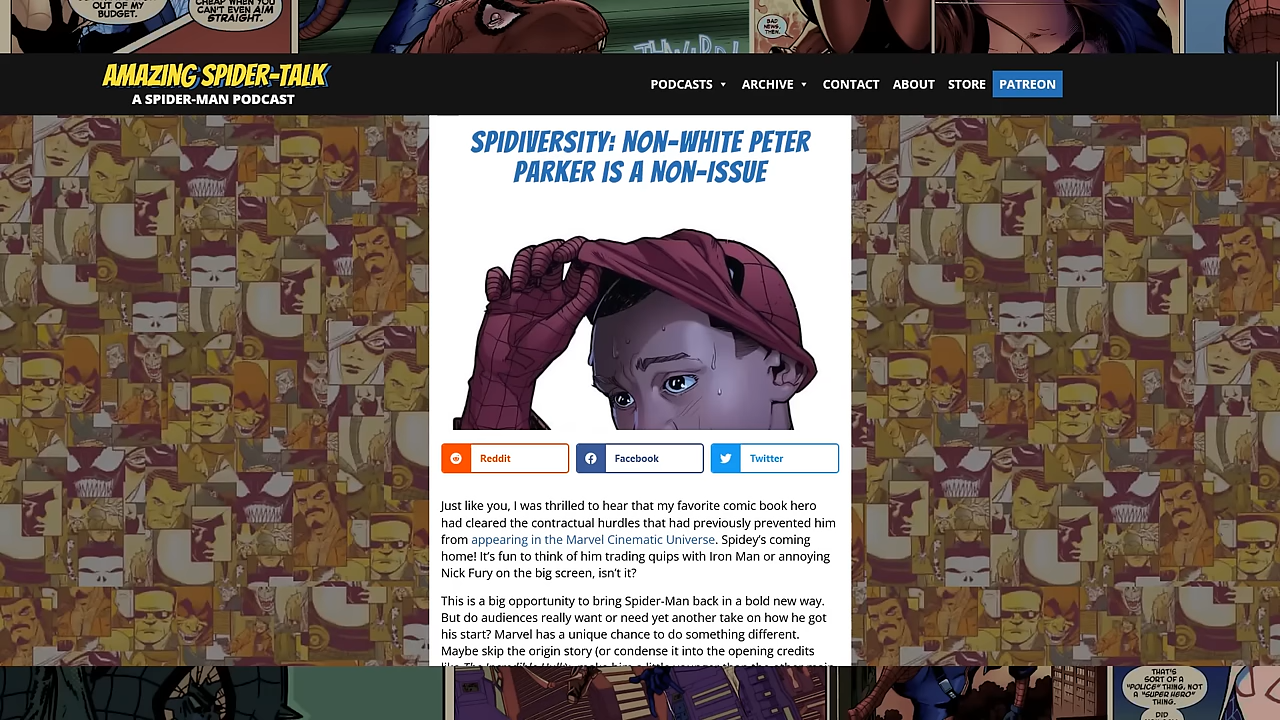 OUT OF MY
BUDGET.
CHEAP WHEN YOU
CAN'T EVEN AIM
STRAIGHT.
BAD
NEWS,
THEN.
AMAZING SPIDER-TALK
A SPIDER-MAN PODCAST
PODCASTS ARCHIVE CONTACT ABOUT STORE PATREON
SPIDIVERSITY: NON-WHITE PETER
PARKER IS A NON-ISSUE
Reddit Facebook Twitter
Just like you, I was thrilled to hear that my favorite comic book hero
had cleared the contractual hurdles that had previously prevented him
from appearing in the Marvel Cinematic Universe. Spidey's coming
home! It's fun to think of him trading quips with Iron Man or annoying
Nick Fury on the big screen, isn't it?
This is a big opportunity to bring Spider-Man back in a bold new way.
But do audiences really want or need yet another take on how he got
his start? Marvel has a unique chance to do something different.
Maybe skip the origin story (or condense it into the opening credits
THAT'S
SORT OF A
"POLICE" THING, NOT
A "SUPER HERO"
THING.
DID